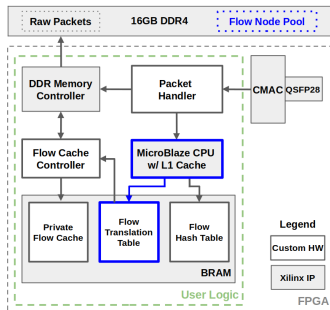 Raw Packets
16GB DDR4
Flow Node Pool
DDR Memory
Controller
Packet
Handler
CMAC
QSFP28
Flow Cache
Controller
MicroBlaze CPU
w/ L1 Cache
Private
Flow Cache
Flow
Translation
Table
Flow
Hash Table
BRAM
User Logic
Legend
Custom HW
Xilinx IP
FPGA